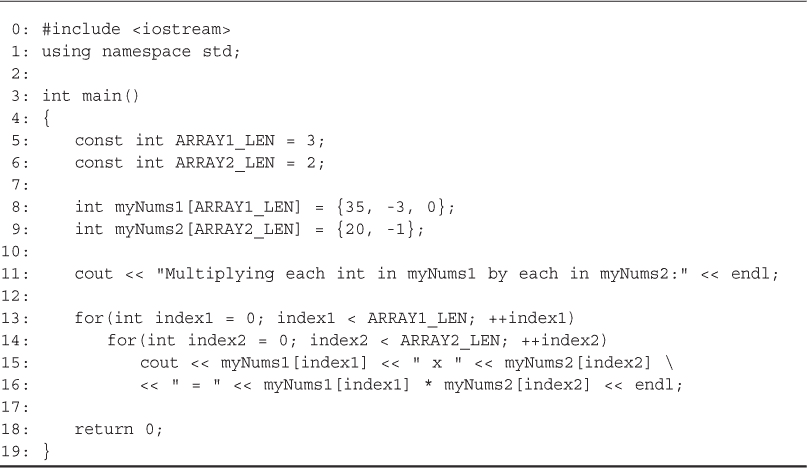 0: #include <iostream>
1: using namespace std;
2:
3: int main()
4: {
5:    const int ARRAY1_LEN = 3;
6:    const int ARRAY2_LEN = 2;
7:
8:    int myNums1[ARRAY1_LEN] = {35, -3, 0};
9:    int myNums2[ARRAY2_LEN] = {20, -1};
10:
11:    cout << "Multiplying each int in myNums1 by each in myNums2:" << endl;
12:
13:    for(int index1 = 0; index1 < ARRAY1_LEN; ++index1)
14:       for(int index2 = 0; index2 < ARRAY2_LEN; ++index2)
15:          cout << myNums1[index1] << " x " << myNums2[index2] \
16:          << " = " << myNums1[index1] * myNums2[index2] << endl;
17:
18:    return 0;
19: }